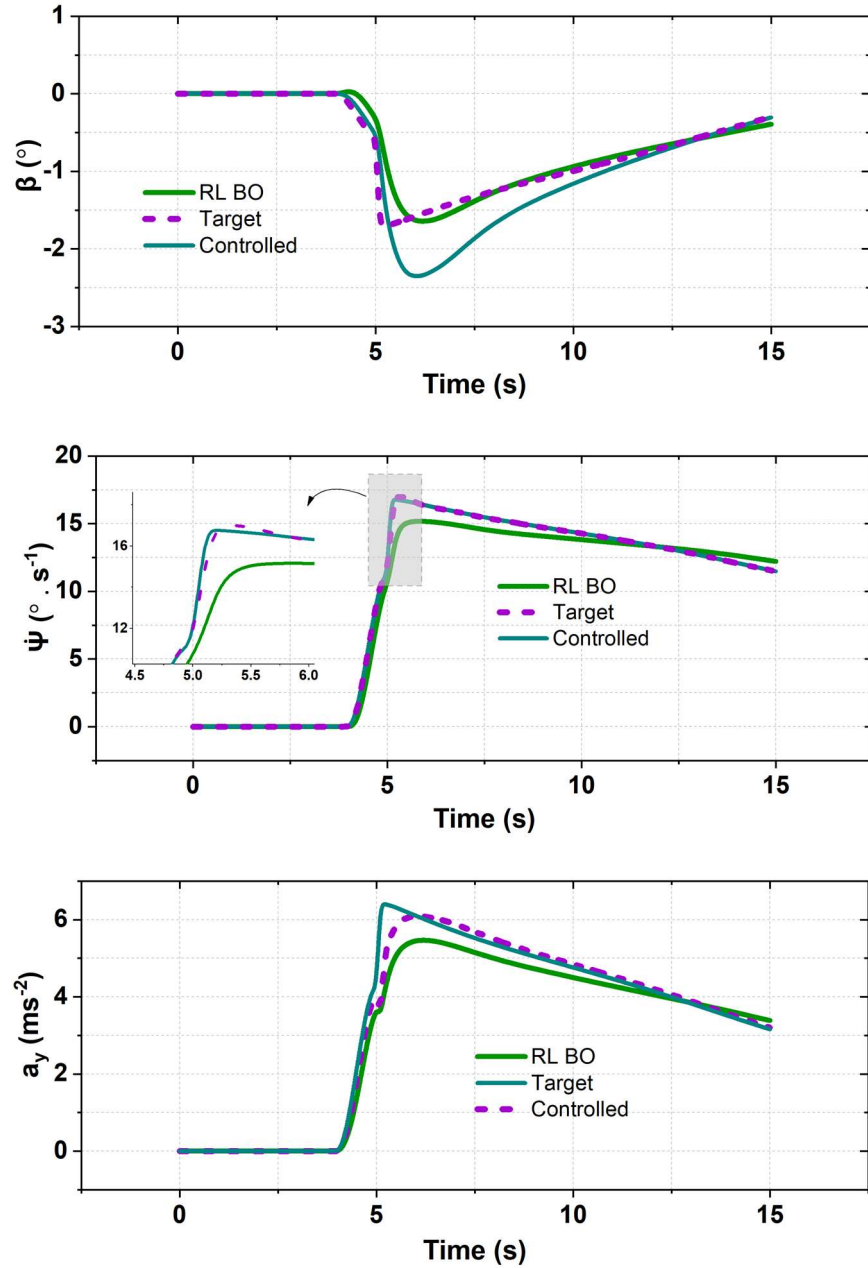 1
0
-1
-2
-3
β (°)
RL BO
Target
Controlled
0 5 10 15
Time (s)
20
15
10
5
0
Ψ̇ (° . s⁻¹)
16
12
4.5 5.0 5.5 6.0
RL BO
Target
Controlled
0 5 10 15
Time (s)
6
4
2
0
a_y (ms⁻²)
RL BO
Target
Controlled
0 5 10 15
Time (s)